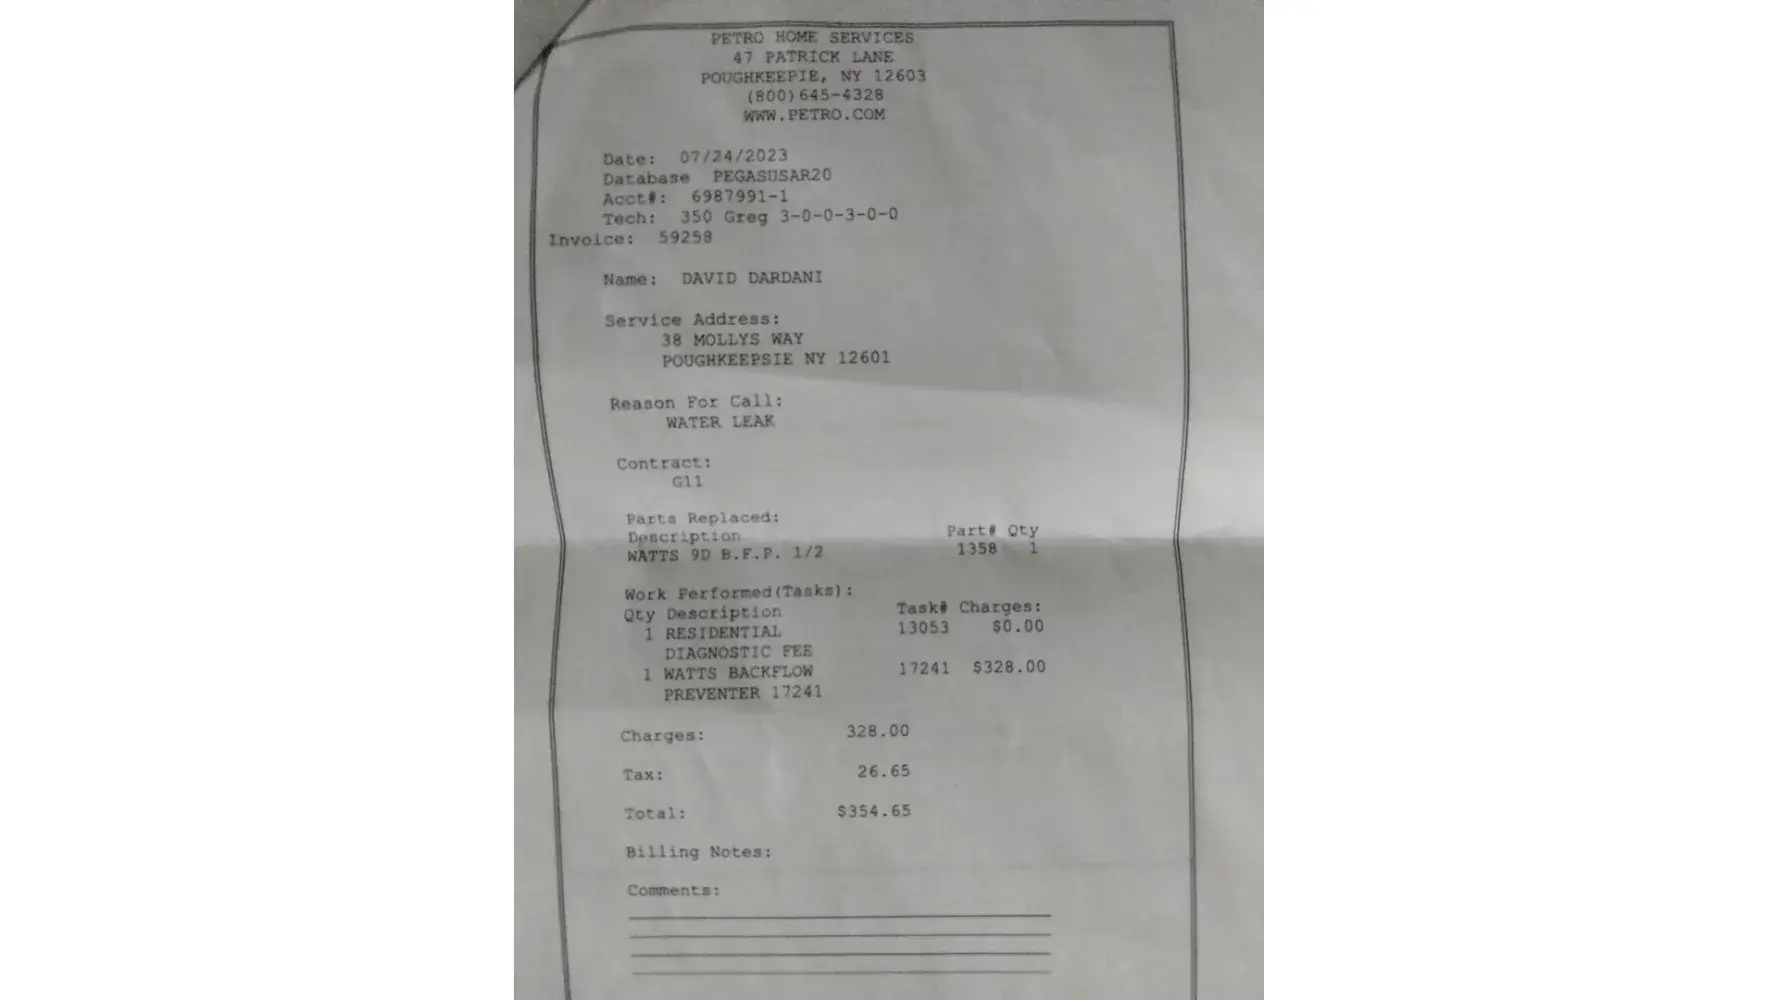 PETRO HOME SERVICES
47 PATRICK LANE
POUGHKEEPIE, NY 12603
(800)645-4328
WWW.PETRO.COM
Date: 07/24/2023
Database PEGASUSAR20
Acct#: 6987991-1
Tech: 350 Greg 3-0-0-3-0-0
Invoice: 59258
Name: DAVID DARDANI
Service Address:
38 MOLLYS WAY
POUGHKEEPSIE NY 12601
Reason For Call:
WATER LEAK
Contract:
G11
Parts Replaced:
Description Part# Qty
WATTS 9D B.F.P. 1/2 1358 1
Work Performed(Tasks):
Qty Description Task# Charges:
1 RESIDENTIAL 13053 $0.00
DIAGNOSTIC FEE
1 WATTS BACKFLOW 17241 $328.00
PREVENTER 17241
Charges: 328.00
Tax: 26.65
Total: $354.65
Billing Notes:
Comments: